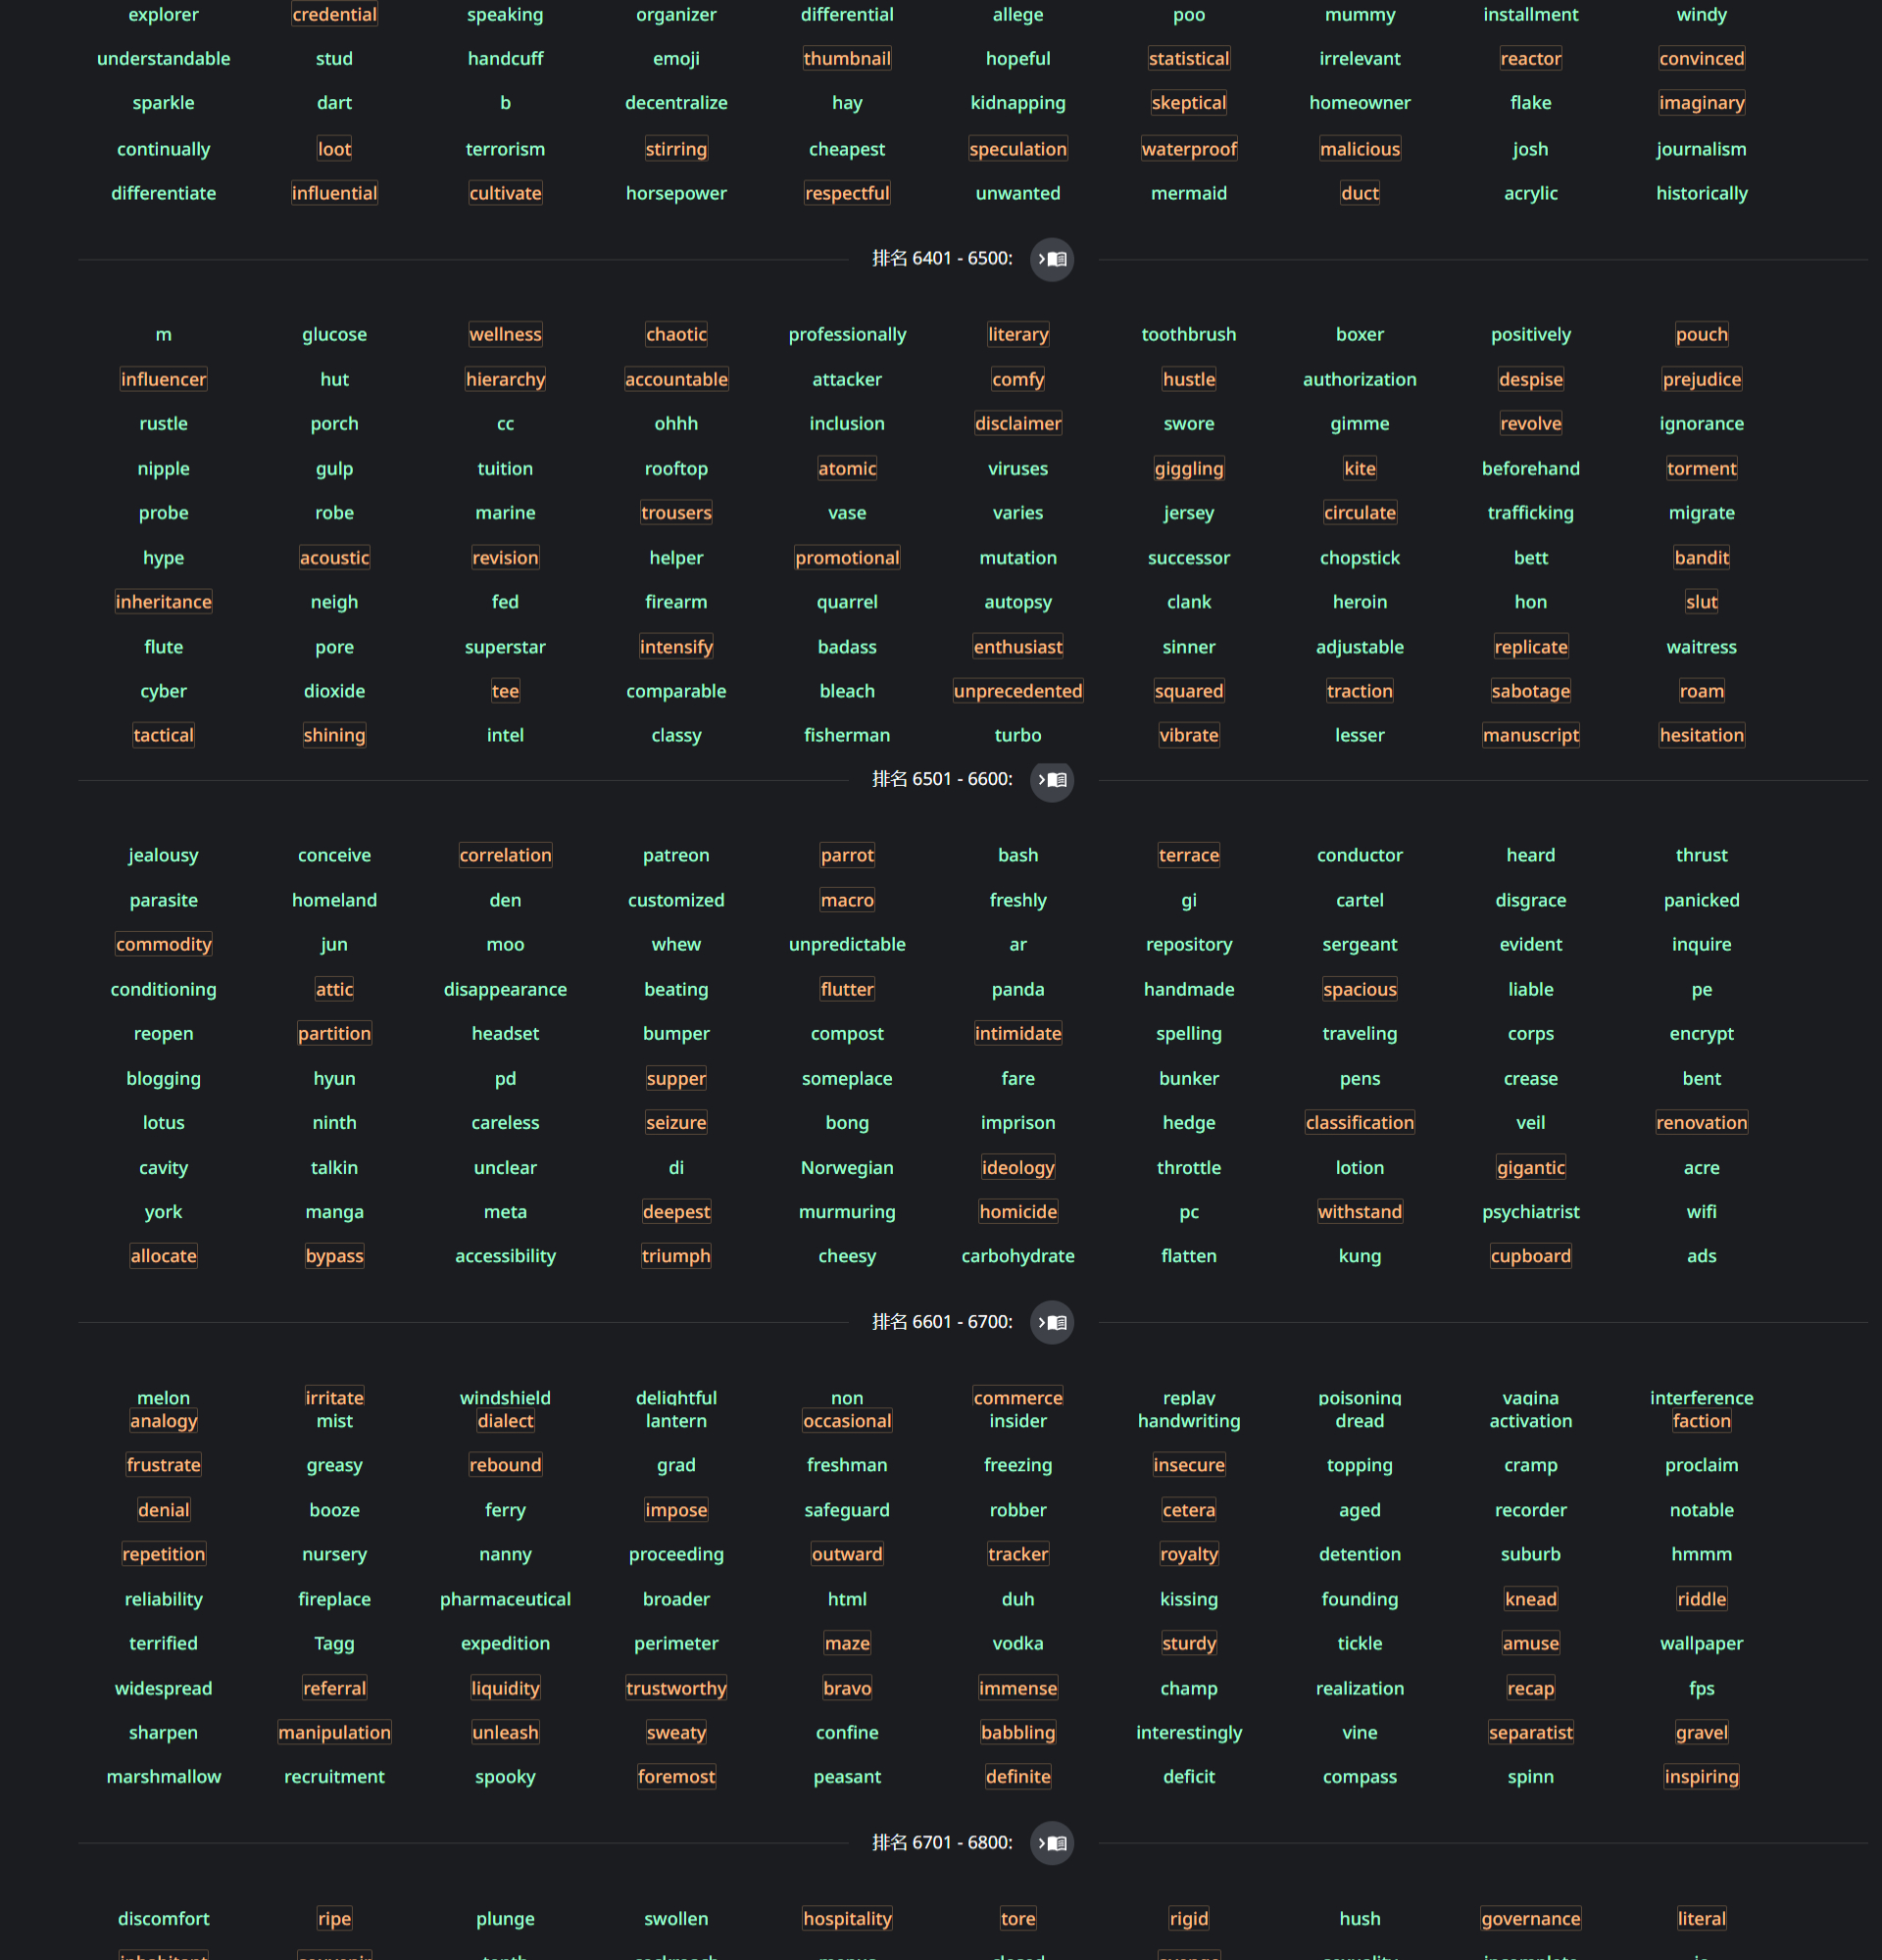 explorer credential speaking organizer differential allege poo mummy installment windy
understandable stud handcuff emoji thumbnail hopeful statistical irrelevant reactor convinced
sparkle dart b decentralize hay kidnapping skeptical homeowner flake imaginary
continually loot terrorism stirring cheapest speculation waterproof malicious josh journalism
differentiate influential cultivate horsepower respectful unwanted mermaid duct acrylic historically
排名 6401 - 6500:
m glucose wellness chaotic professionally literary toothbrush boxer positively pouch
influencer hut hierarchy accountable attacker comfy hustle authorization despise prejudice
rustle porch cc ohhh inclusion disclaimer swore gimme revolve ignorance
nipple gulp tuition rooftop atomic viruses giggling kite beforehand torment
probe robe marine trousers vase varies jersey circulate trafficking migrate
hype acoustic revision helper promotional mutation successor chopstick bett bandit
inheritance neigh fed firearm quarrel autopsy clank heroin hon slut
flute pore superstar intensify badass enthusiast sinner adjustable replicate waitress
cyber dioxide tee comparable bleach unprecedented squared traction sabotage roam
tactical shining intel classy fisherman turbo vibrate lesser manuscript hesitation
排名 6501 - 6600:
jealousy conceive correlation patreon parrot bash terrace conductor heard thrust
parasite homeland den customized macro freshly gi cartel disgrace panicked
commodity jun moo whew unpredictable ar repository sergeant evident inquire
conditioning attic disappearance beating flutter panda handmade spacious liable pe
reopen partition headset bumper compost intimidate spelling traveling corps encrypt
blogging hyun pd supper someplace fare bunker pens crease bent
lotus ninth careless seizure bong imprison hedge classification veil renovation
cavity talkin unclear di Norwegian ideology throttle lotion gigantic acre
york manga meta deepest murmuring homicide pc withstand psychiatrist wifi
allocate bypass accessibility triumph cheesy carbohydrate flatten kung cupboard ads
排名 6601 - 6700:
melon irritate windshield delightful non commerce replay poisoning vagina interference
analogy mist dialect lantern occasional insider handwriting dread activation faction
frustrate greasy rebound grad freshman freezing insecure topping cramp proclaim
denial booze ferry impose safeguard robber cetera aged recorder notable
repetition nursery nanny proceeding outward tracker royalty detention suburb hmmm
reliability fireplace pharmaceutical broader html duh kissing founding knead riddle
terrified Tagg expedition perimeter maze vodka sturdy tickle amuse wallpaper
widespread referral liquidity trustworthy bravo immense champ realization recap fps
sharpen manipulation unleash sweaty confine babbling interestingly vine separatist gravel
marshmallow recruitment spooky foremost peasant definite deficit compass spinn inspiring
排名 6701 - 6800:
discomfort ripe plunge swollen hospitality tore rigid hush governance literal